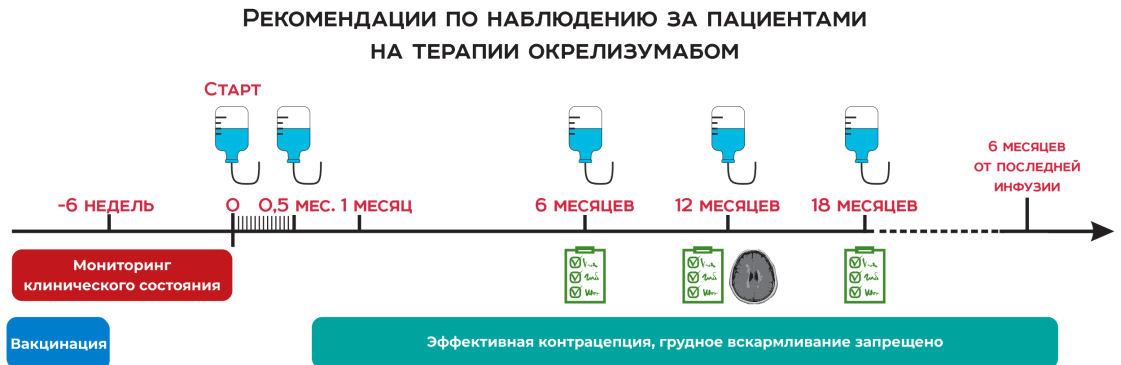 Рекомендации по наблюдению за пациентами
на терапии окрелизумабом
Старт
6 месяцев
от последней
инфузии
-6 недель
0
0,5 мес.
1 месяц
6 месяцев
12 месяцев
18 месяцев
Мониторинг
клинического состояния
Вакцинация
Эффективная контрацепция, грудное вскармливание запрещено